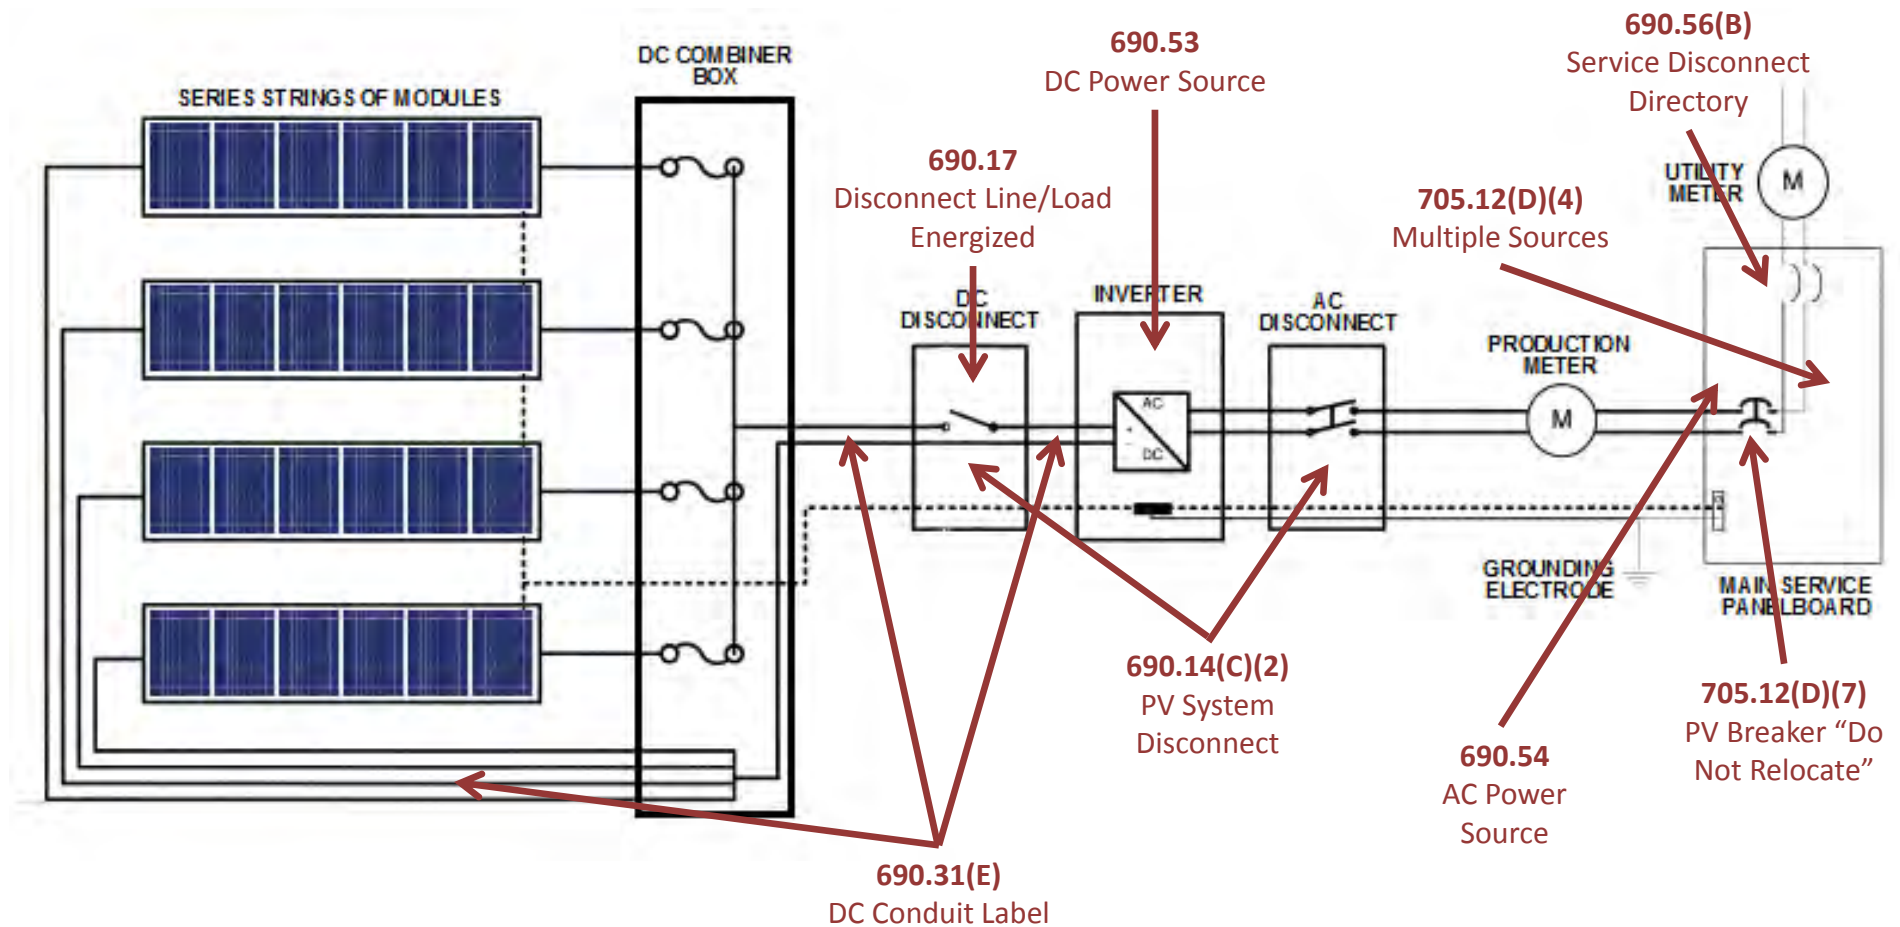 SERIES STRINGS OF MODULES
DC COMBINER
BOX
690.53
DC Power Source
690.56(B)
Service Disconnect
Directory
690.17
Disconnect Line/Load
Energized
705.12(D)(4)
Multiple Sources
UTILITY
METER
M
DC
DISCONNECT
INVERTER
AC
DISCONNECT
PRODUCTION
METER
M
AC
+
-
DC
GROUNDING
ELECTRODE
MAIN SERVICE
PANELBOARD
690.14(C)(2)
PV System
Disconnect
690.54
AC Power
Source
705.12(D)(7)
PV Breaker “Do
Not Relocate”
690.31(E)
DC Conduit Label